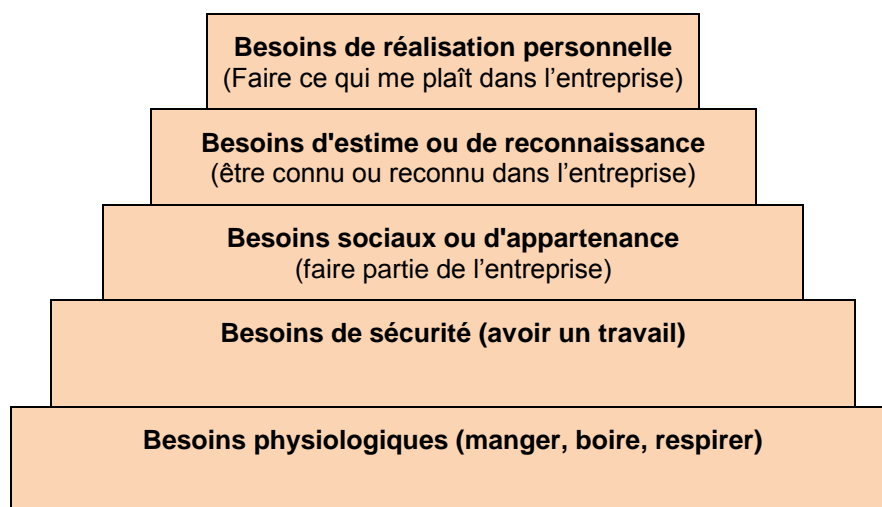 Besoins de réalisation personnelle
(Faire ce qui me plaît dans l’entreprise)
Besoins d'estime ou de reconnaissance
(être connu ou reconnu dans l’entreprise)
Besoins sociaux ou d'appartenance
(faire partie de l’entreprise)
Besoins de sécurité (avoir un travail)
Besoins physiologiques (manger, boire, respirer)